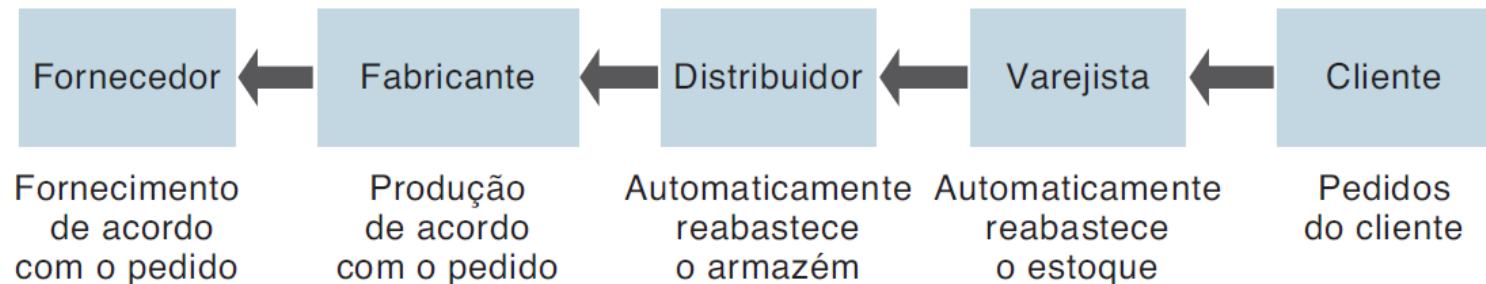 Fornecedor
Fabricante
Distribuidor
Varejista
Cliente
Fornecimento
de acordo
com o pedido
Produção
de acordo
com o pedido
Automaticamente
reabastece
o armazém
Automaticamente
reabastece
o estoque
Pedidos
do cliente